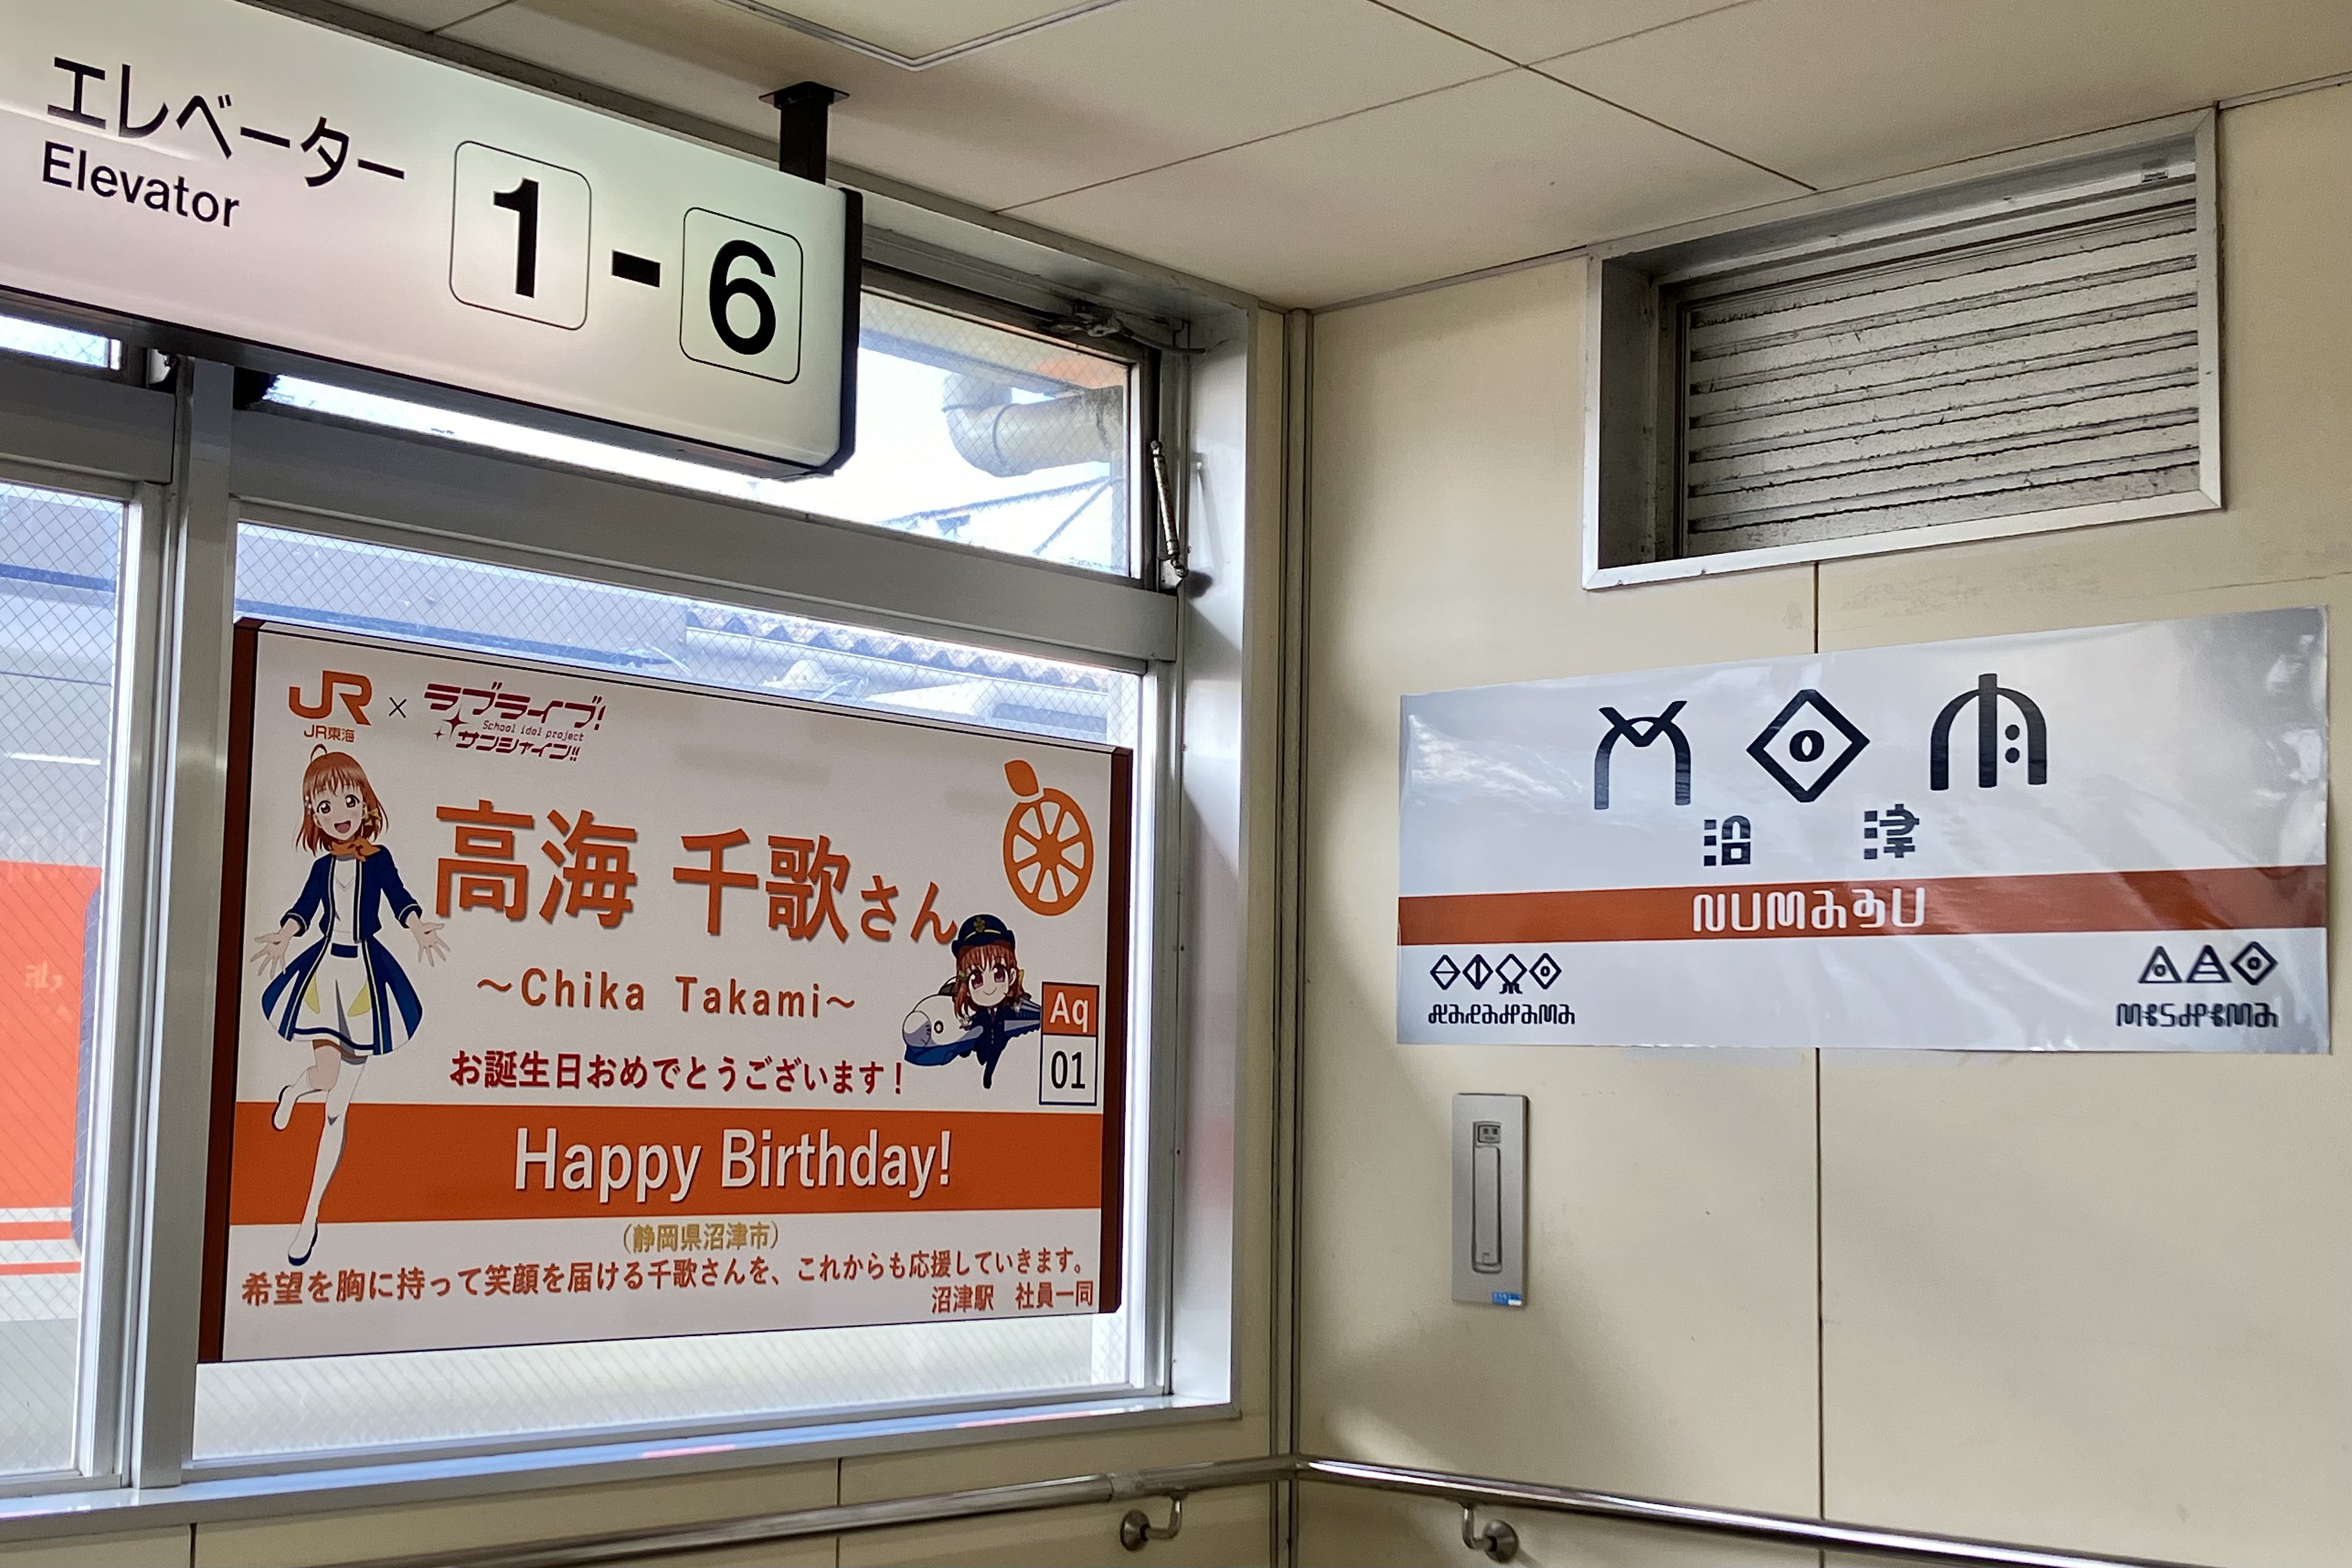 エレベーター
Elevator
1 - 6
JR × ラブライブ!
JR東海
School idol project
サンシャイン!!
高海 千歌さん
～Chika Takami～
お誕生日おめでとうございます！
Aq
01
Happy Birthday!
（静岡県沼津市）
希望を胸に持って笑顔を届ける千歌さんを、これからも応援していきます。
沼津駅 社員一同
沼 津